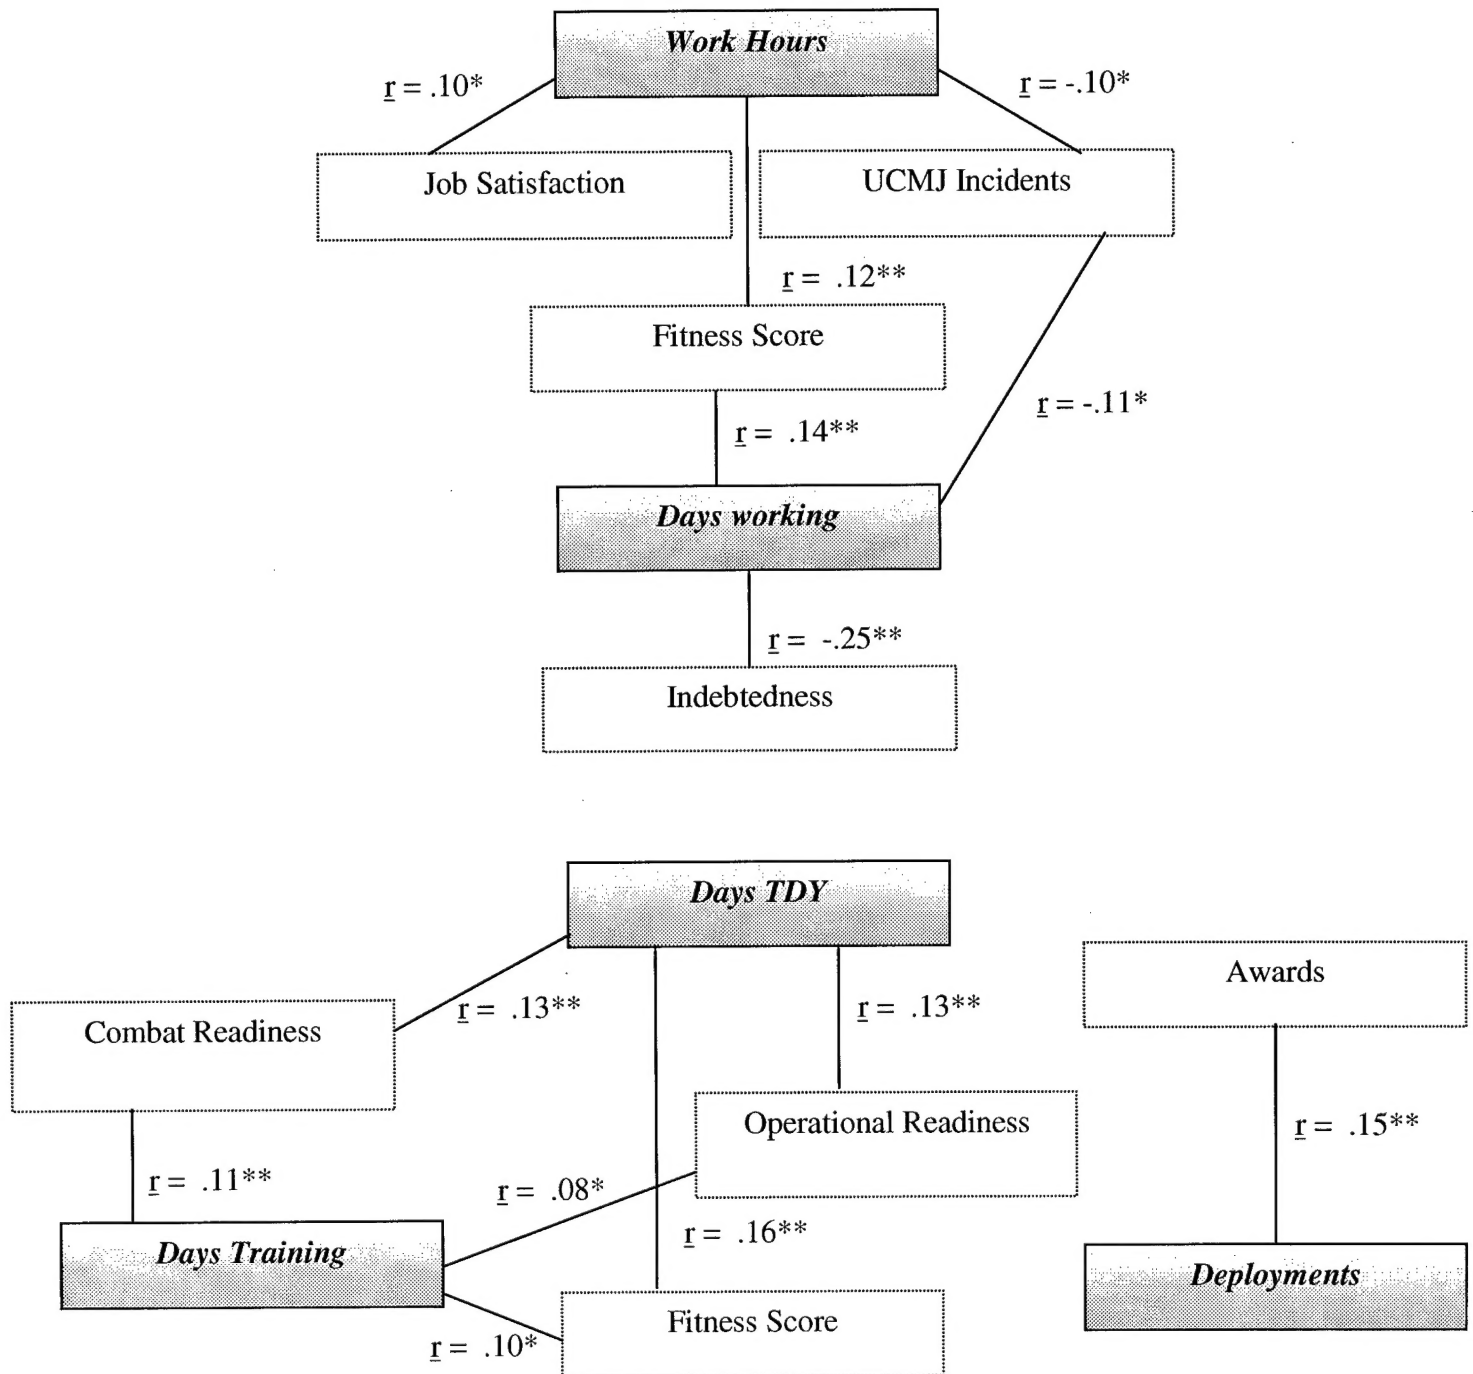 Work Hours
r = .10*
r = -.10*
Job Satisfaction
UCMJ Incidents
r = .12**
Fitness Score
r = -.11*
r = .14**
Days working
r = -.25**
Indebtedness
Days TDY
Awards
r = .13**
r = .13**
Combat Readiness
Operational Readiness
r = .15**
r = .11**
r = .08*
r = .16**
Days Training
Deployments
Fitness Score
r = .10*